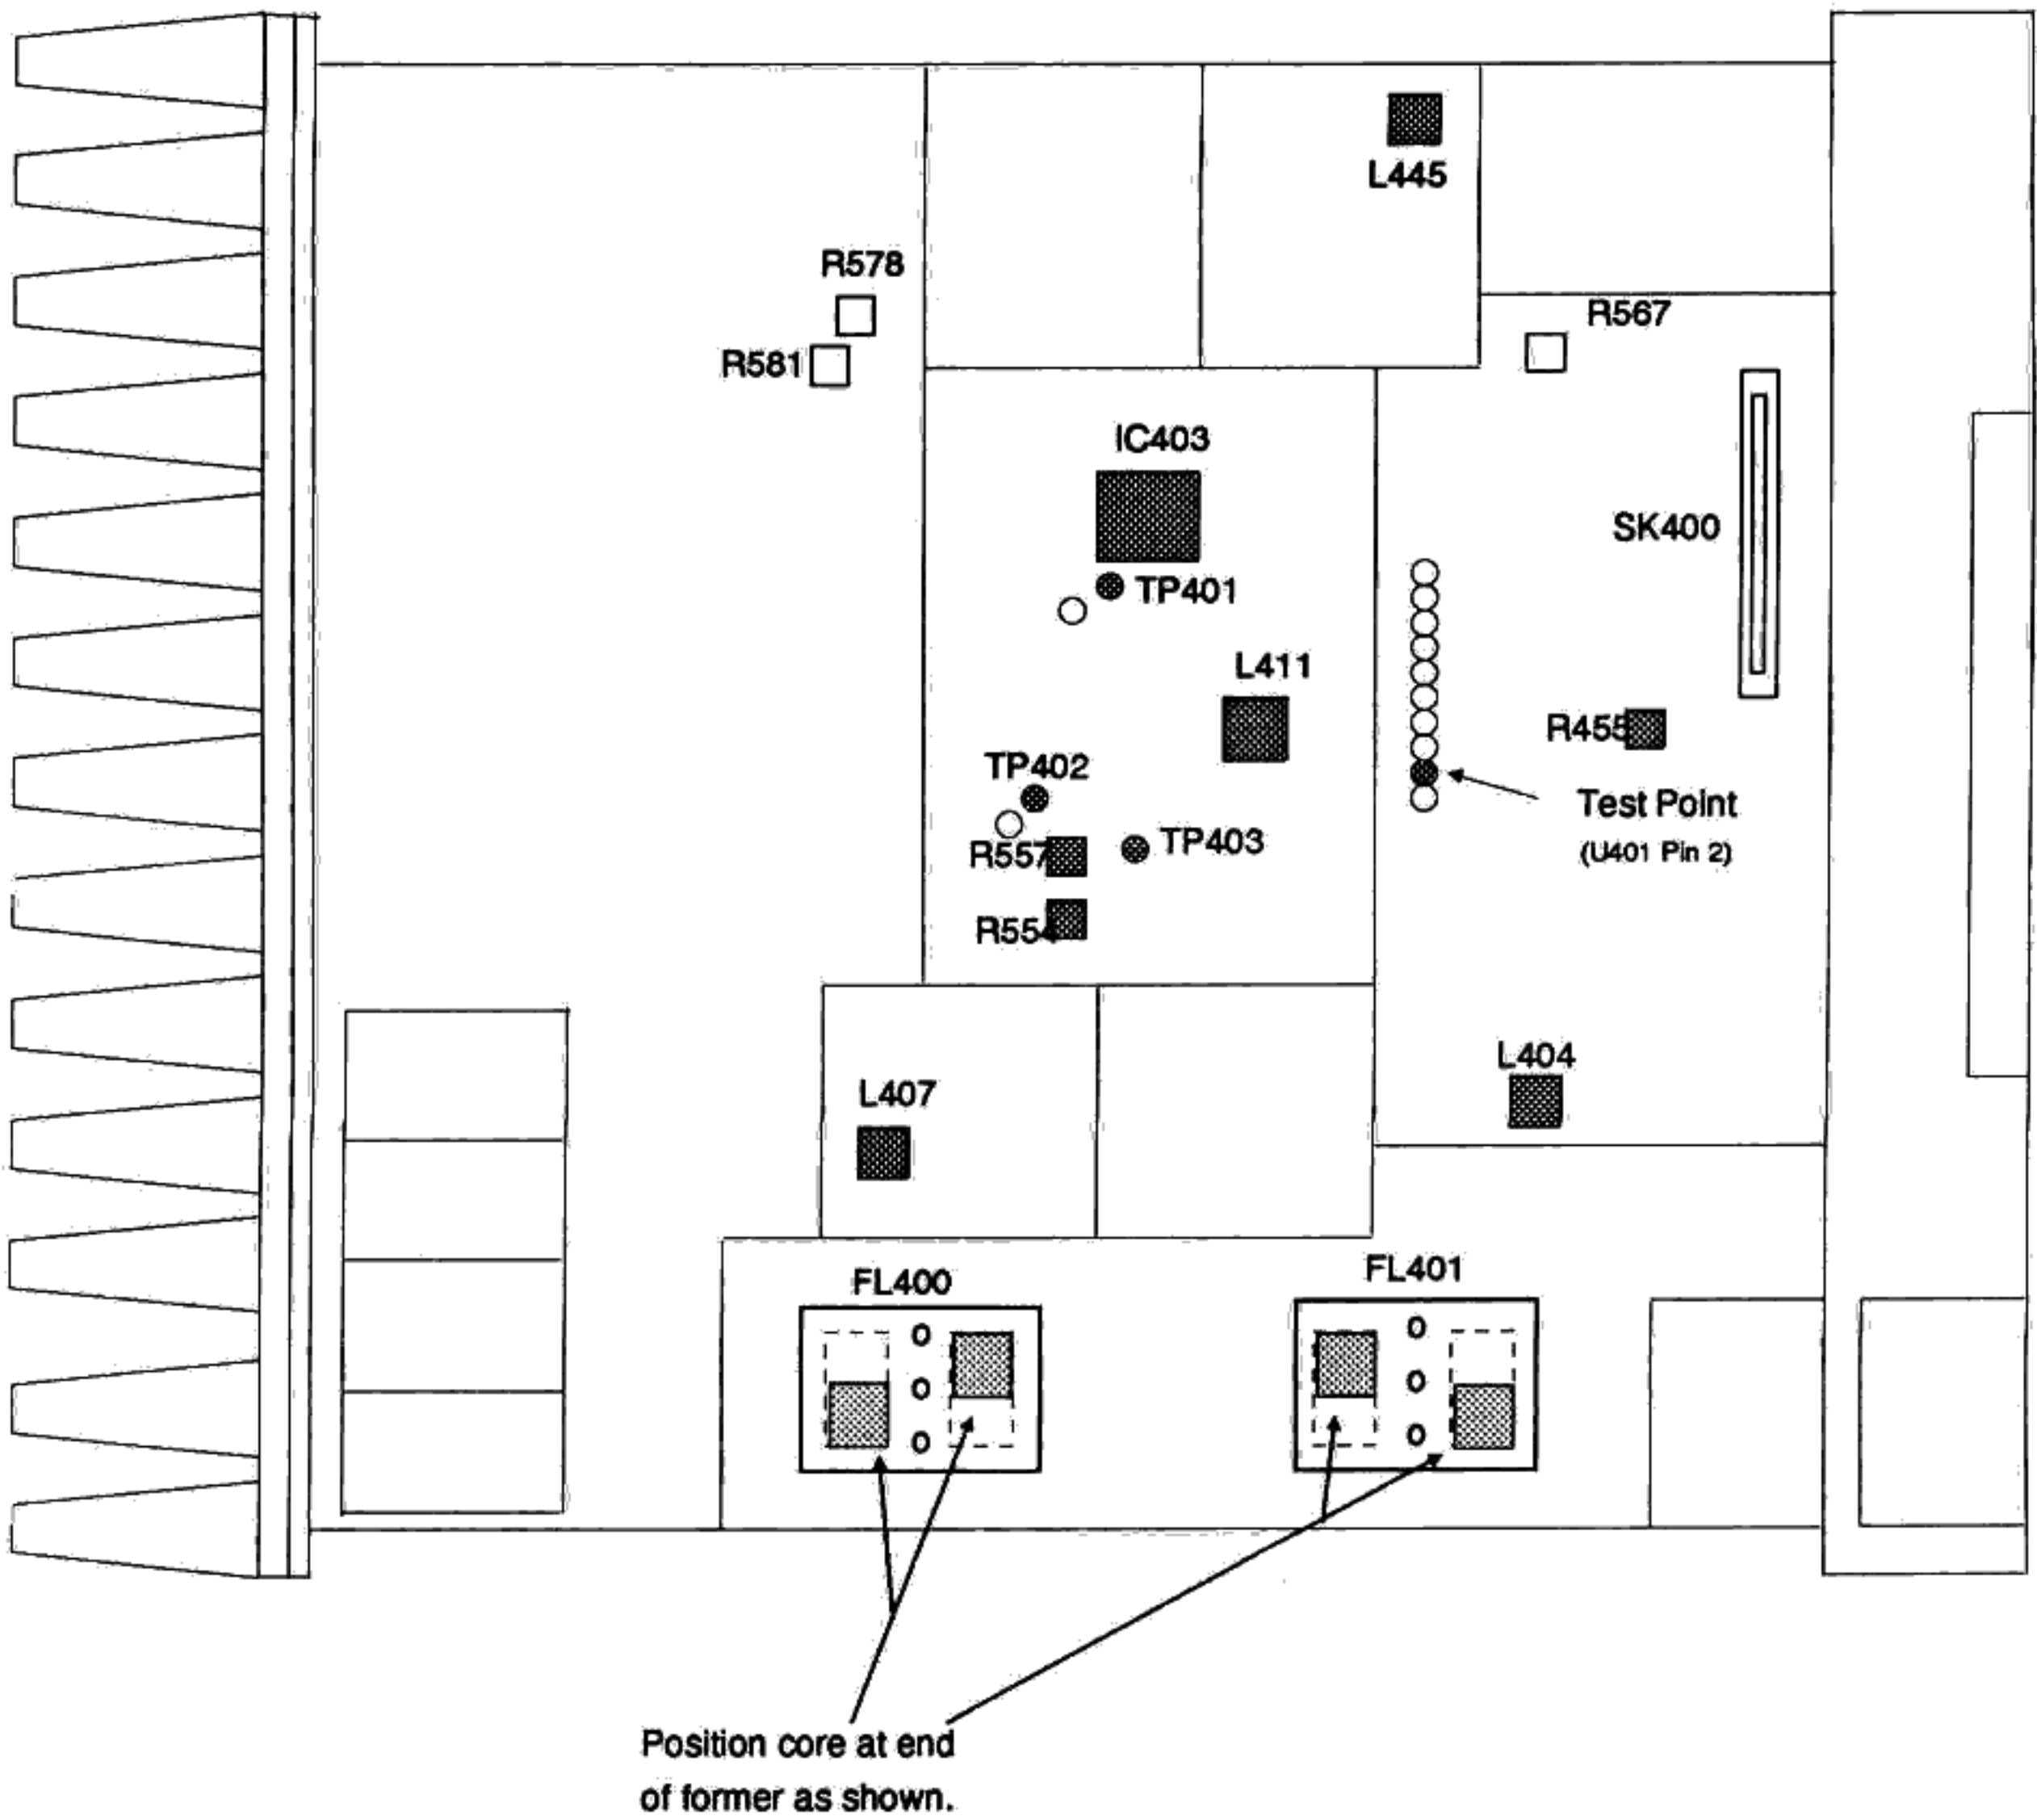 L445
R578
R567
R581
IC403
SK400
TP401
L411
R455
TP402
Test Point
TP403
(U401 Pin 2)
R557
R554
L404
L407
FL401
FL400
O O
O O
O O
Position core at end
of former as shown.